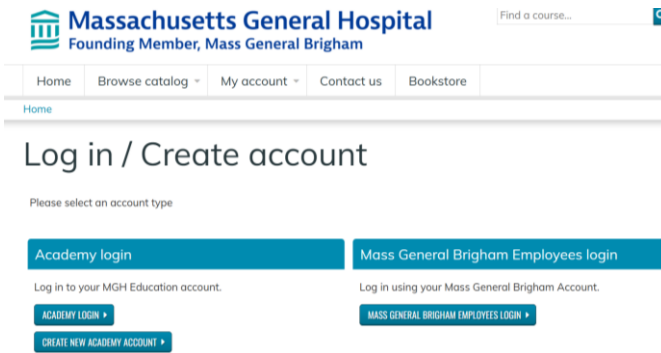 Massachusetts General Hospital
Founding Member, Mass General Brigham
Find a course...
Home Browse catalog My account Contact us Bookstore
Home
Log in / Create account
Please select an account type
Academy login
Log in to your MGH Education account.
ACADEMY LOGIN
CREATE NEW ACADEMY ACCOUNT
Mass General Brigham Employees login
Log in using your Mass General Brigham Account.
MASS GENERAL BRIGHAM EMPLOYEES LOGIN